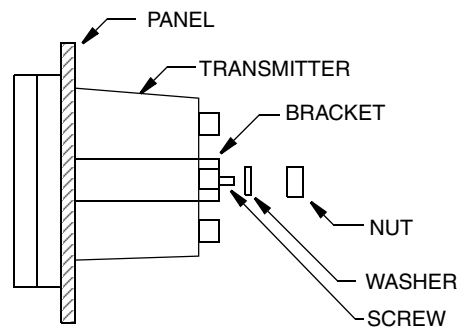 PANEL
TRANSMITTER
BRACKET
NUT
WASHER
SCREW